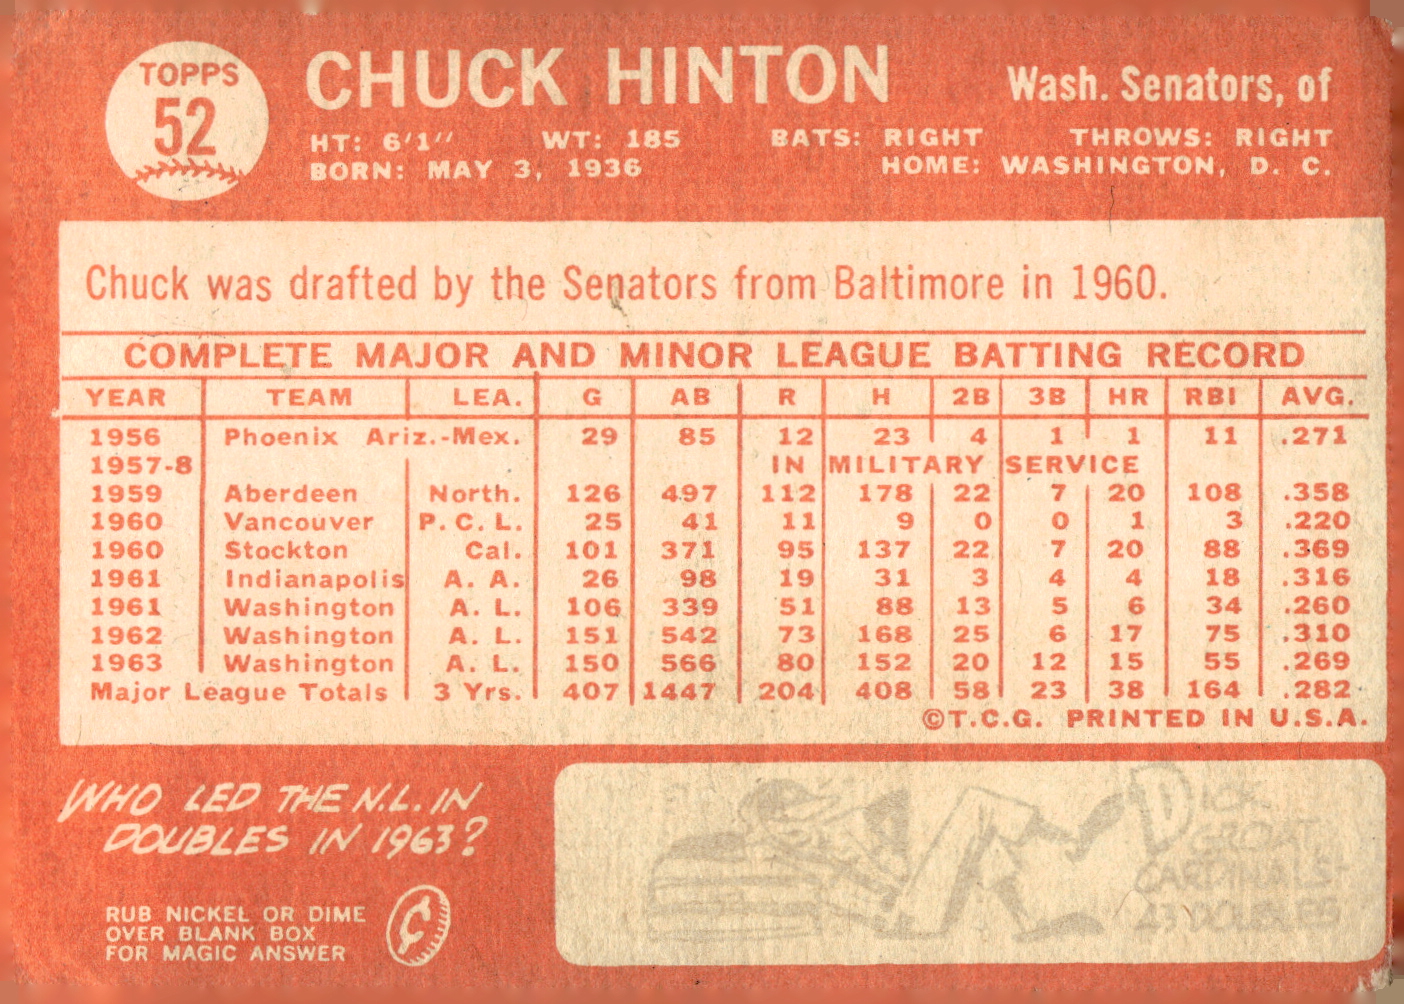 TOPPS
52
CHUCK HINTON
Wash. Senators, of
HT: 6'1" WT: 185 BATS: RIGHT THROWS: RIGHT
BORN: MAY 3, 1936 HOME: WASHINGTON, D. C.
Chuck was drafted by the Senators from Baltimore in 1960.
COMPLETE MAJOR AND MINOR LEAGUE BATTING RECORD
YEAR TEAM LEA. G AB R H 2B 3B HR RBI AVG.
1956 Phoenix Ariz.-Mex. 29 85 12 23 4 1 1 11 .271
1957-8 IN MILITARY SERVICE
1959 Aberdeen North. 126 497 112 178 22 7 20 108 .358
1960 Vancouver P. C. L. 25 41 11 9 0 0 1 3 .220
1960 Stockton Cal. 101 371 95 137 22 7 20 88 .369
1961 Indianapolis A. A. 26 98 19 31 3 4 4 18 .316
1961 Washington A. L. 106 339 51 88 13 5 6 34 .260
1962 Washington A. L. 151 542 73 168 25 6 17 75 .310
1963 Washington A. L. 150 566 80 152 20 12 15 55 .269
Major League Totals 3 Yrs. 407 1447 204 408 58 23 38 164 .282
©T.C.G. PRINTED IN U.S.A.
WHO LED THE N.L. IN
DOUBLES IN 1963?
RUB NICKEL OR DIME
OVER BLANK BOX
FOR MAGIC ANSWER
DICK
GROAT
CARDINALS-
43 DOUBLES